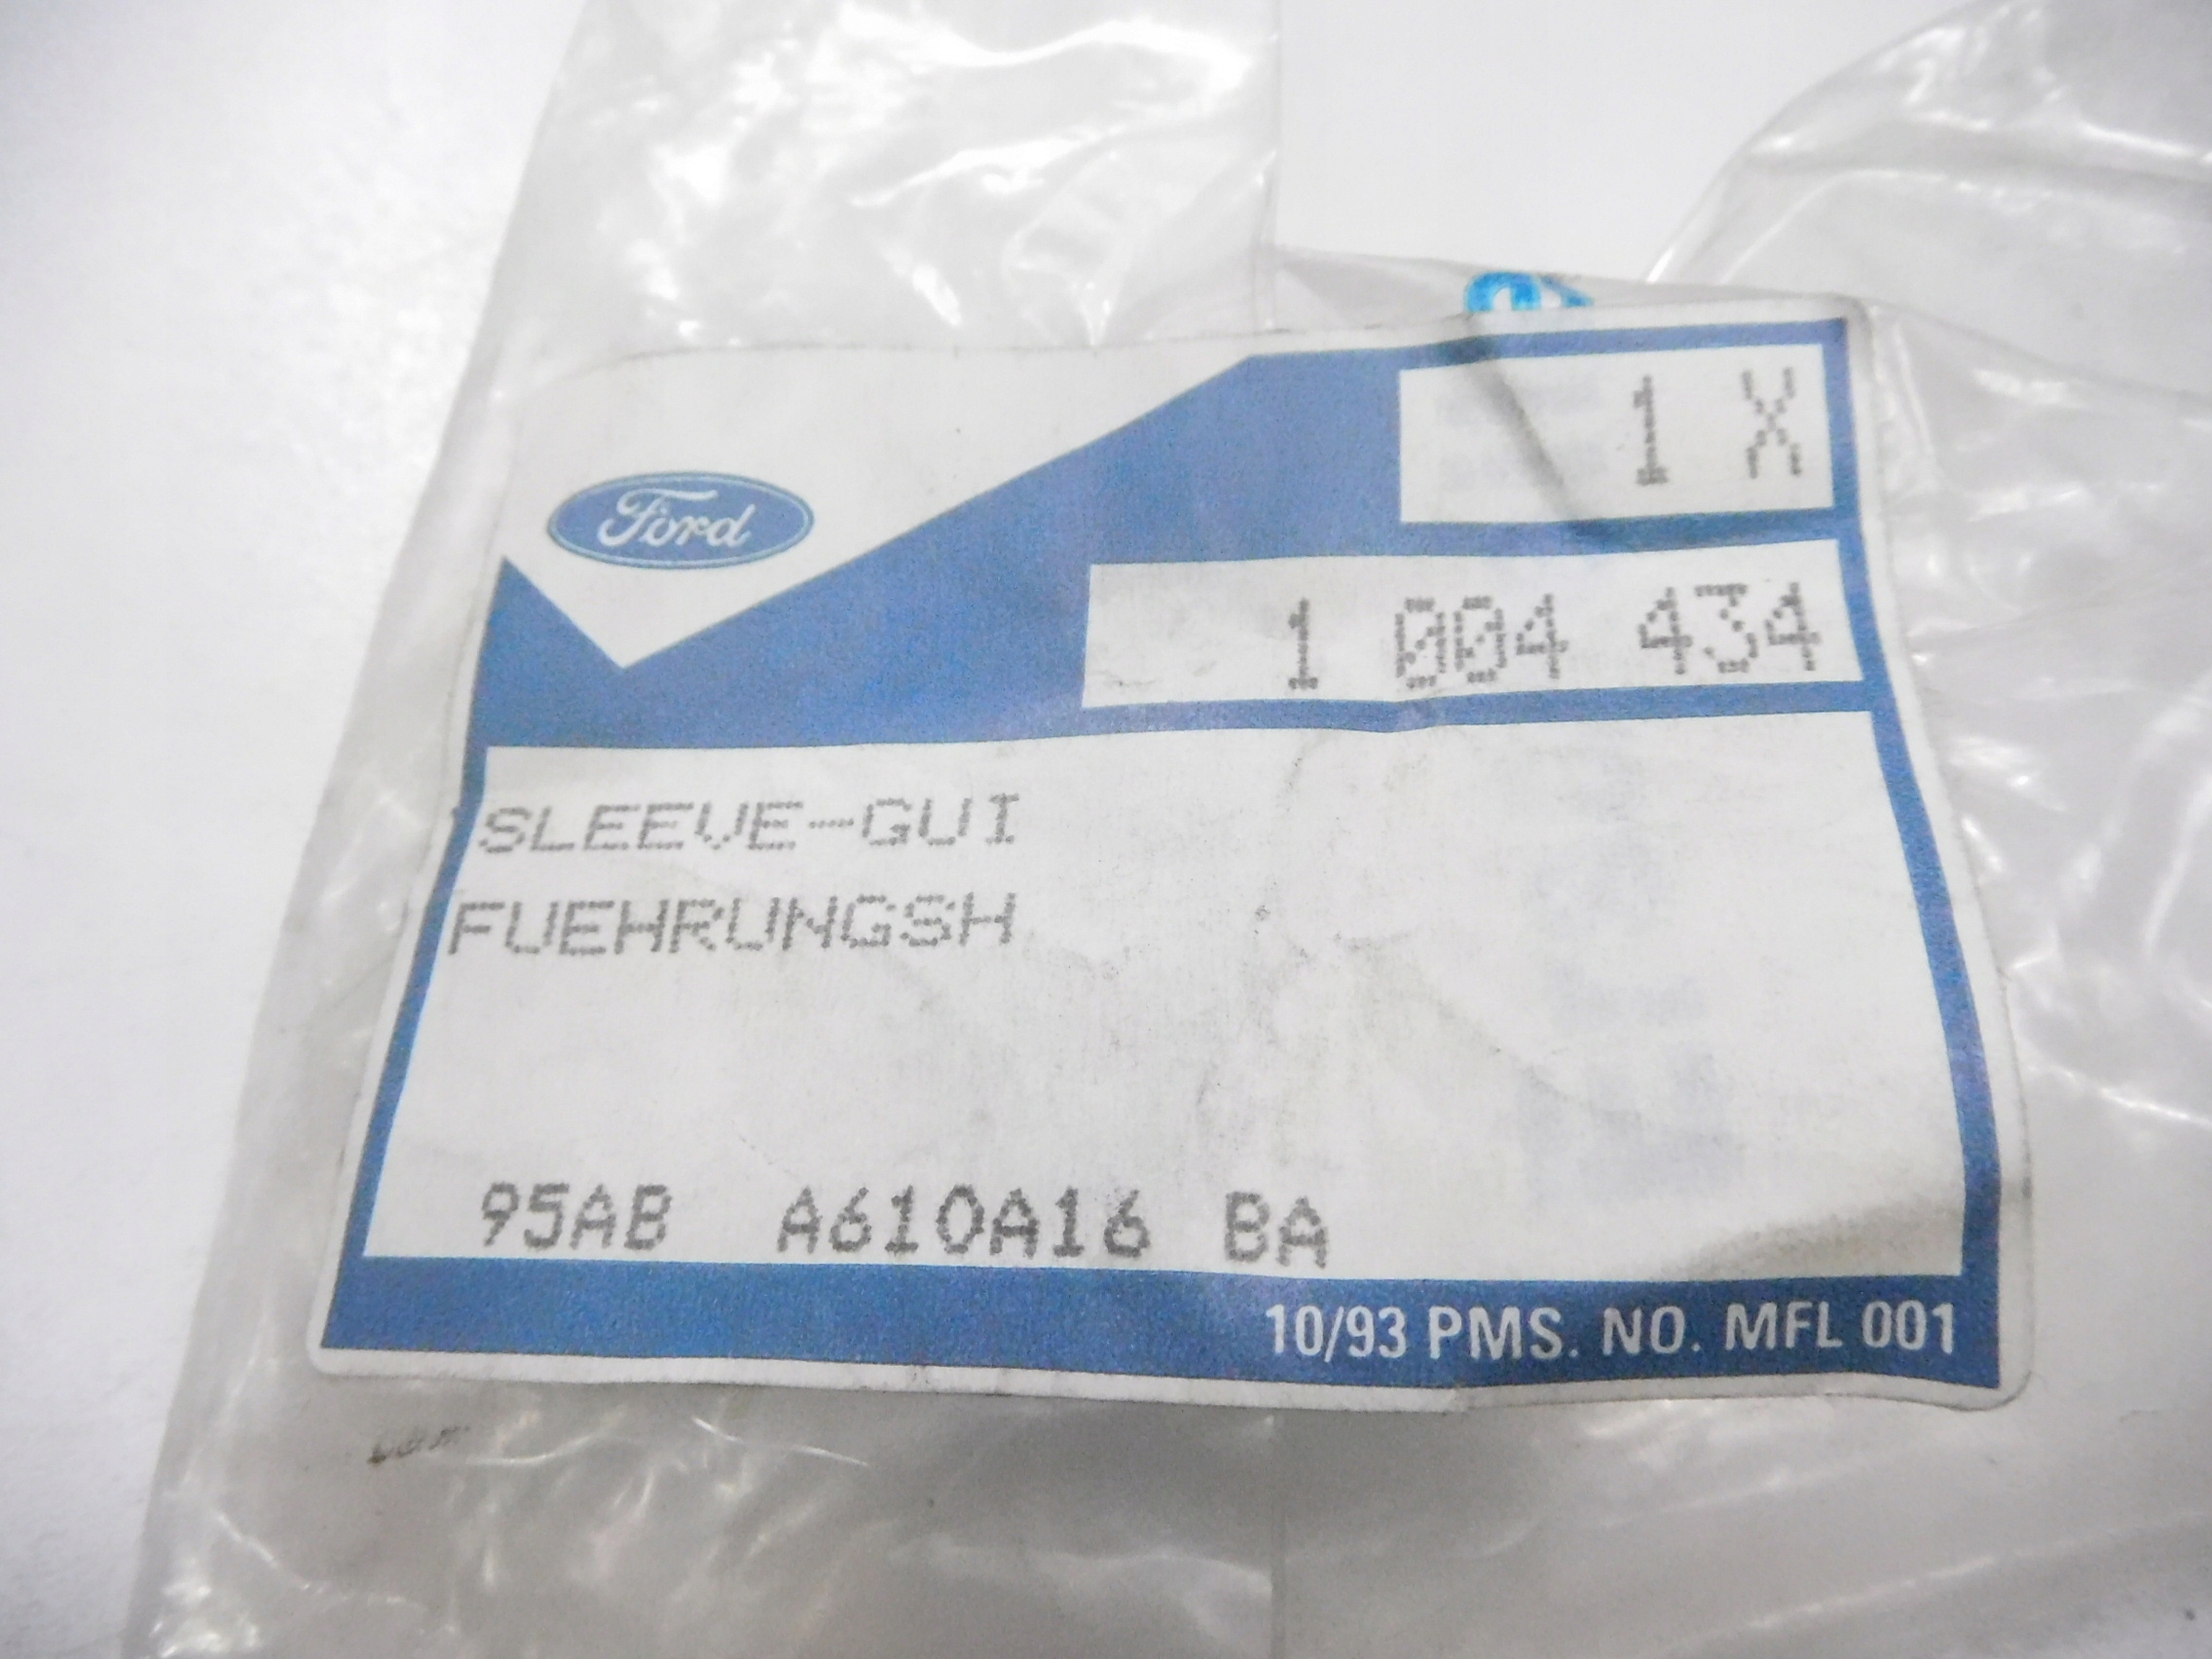 Ford
1 X
1 004 434
SLEEVE-GUI
FUEHRUNGSH
95AB A610A16 BA
10/93 PMS. NO. MFL 001